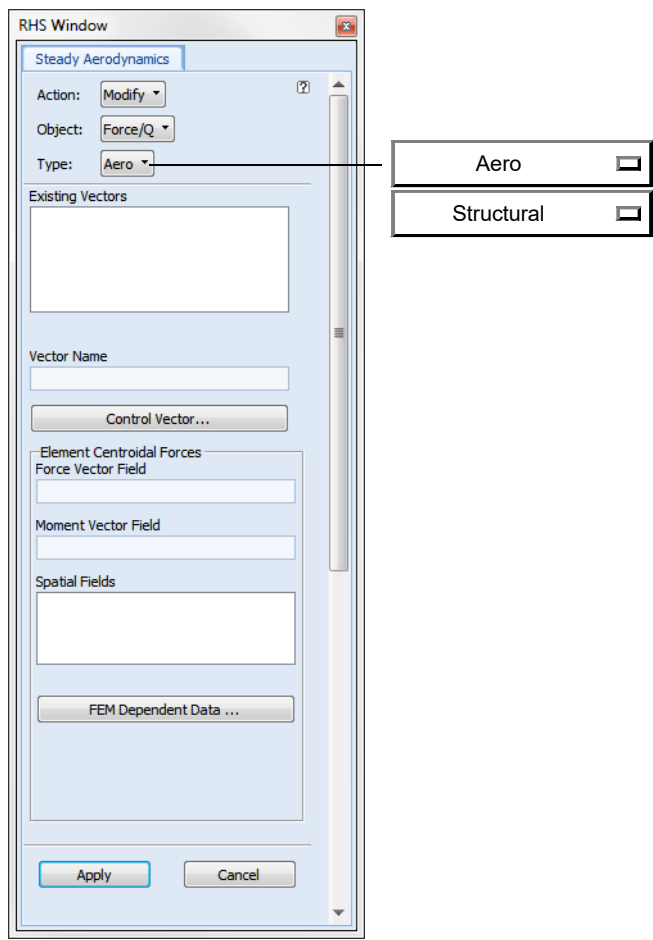 RHS Window
Steady Aerodynamics
Action: Modify
?
Object: Force/Q
Type: Aero
Aero
Structural
Existing Vectors
Vector Name
Control Vector...
Element Centroidal Forces
Force Vector Field
Moment Vector Field
Spatial Fields
FEM Dependent Data ...
Apply
Cancel